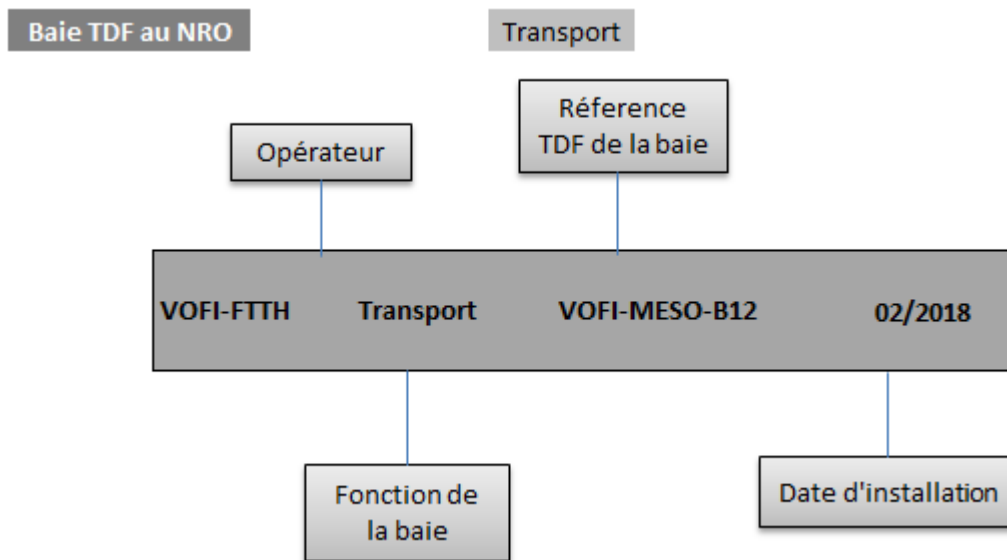 Baie TDF au NRO
Transport
Opérateur
Réference
TDF de la baie
VOFI-FTTH Transport VOFI-MESO-B12 02/2018
Fonction de
la baie
Date d'installation